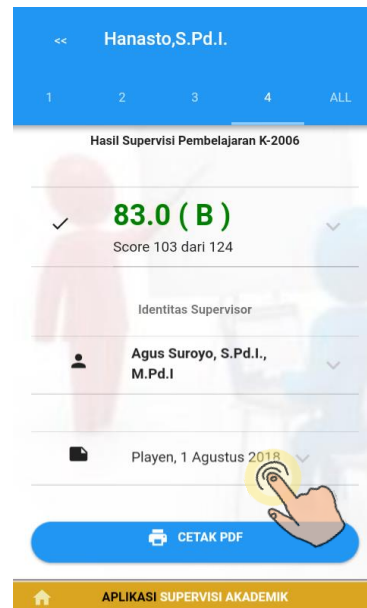 << Hanasto,S.Pd.I.
1 2 3 4 ALL
Hasil Supervisi Pembelajaran K-2006
83.0 ( B )
Score 103 dari 124
Identitas Supervisor
Agus Suroyo, S.Pd.I.,
M.Pd.I
Playen, 1 Agustus 2018
CETAK PDF
APLIKASI SUPERVISI AKADEMIK